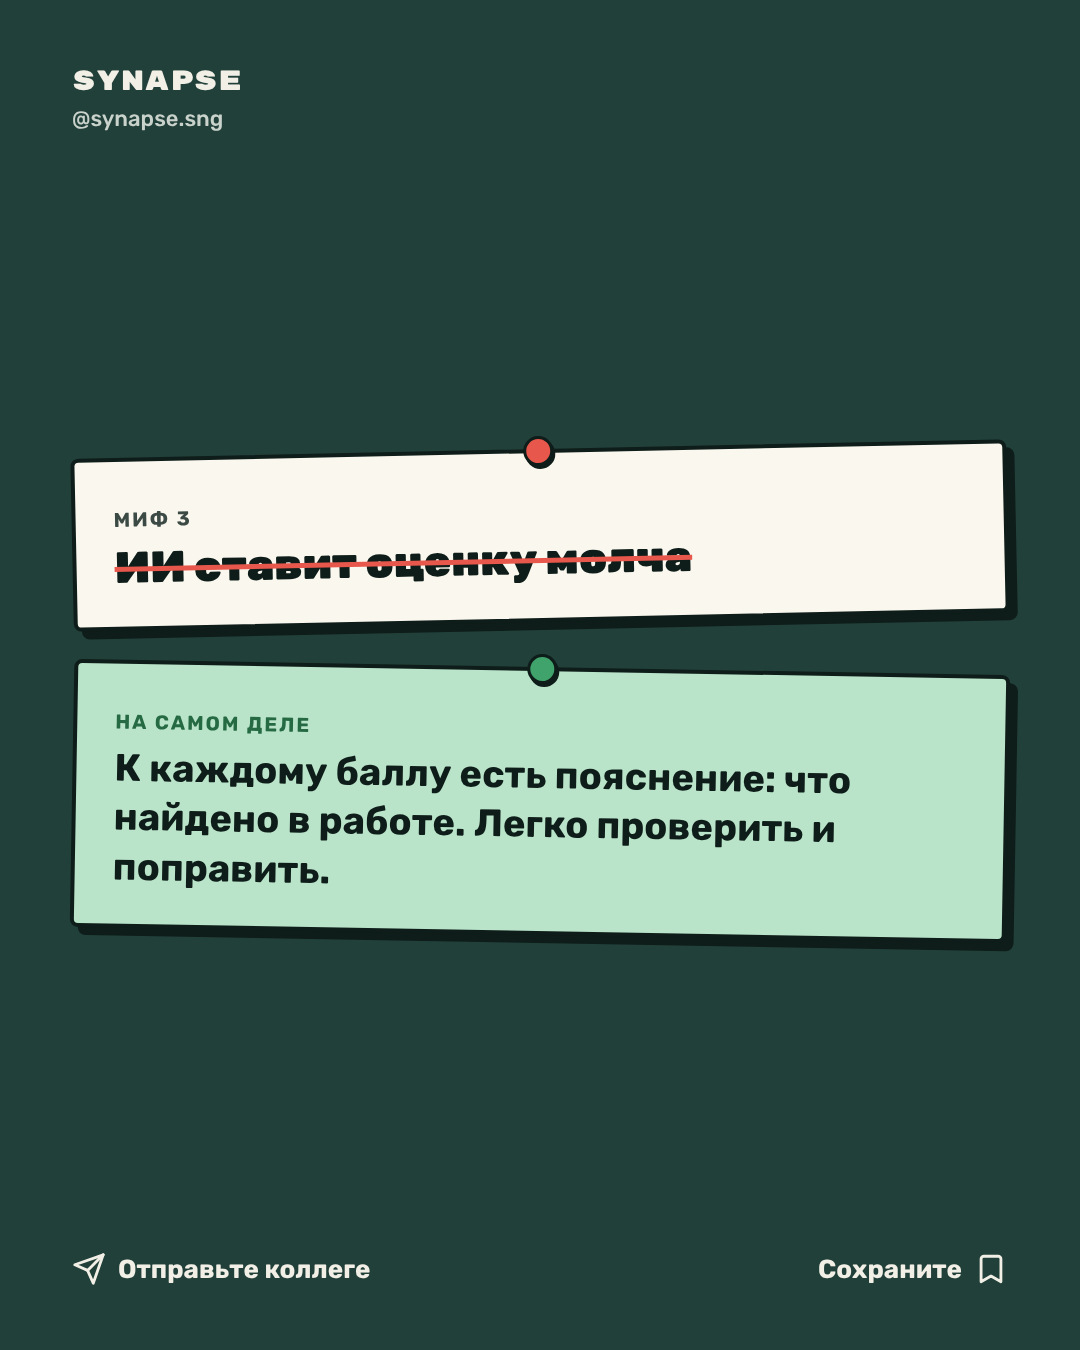 SYNAPSE
@synapse.sng
МИФ 3
ИИ ставит оценку молча
НА САМОМ ДЕЛЕ
К каждому баллу есть пояснение: что
найдено в работе. Легко проверить и
поправить.
Отправьте коллеге
Сохраните